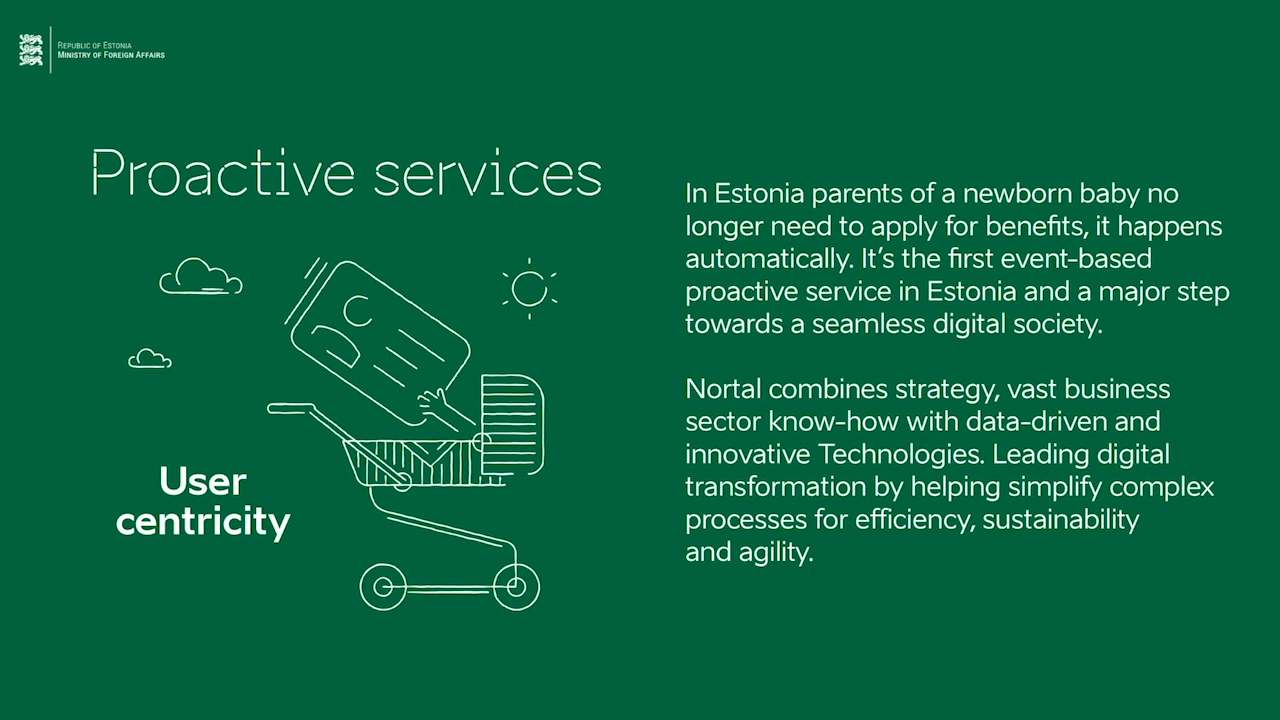 REPUBLIC OF ESTONIA
MINISTRY OF FOREIGN AFFAIRS
Proactive services
User
centricity
In Estonia parents of a newborn baby no
longer need to apply for benefits, it happens
automatically. It’s the first event-based
proactive service in Estonia and a major step
towards a seamless digital society.
Nortal combines strategy, vast business
sector know-how with data-driven and
innovative Technologies. Leading digital
transformation by helping simplify complex
processes for efficiency, sustainability
and agility.